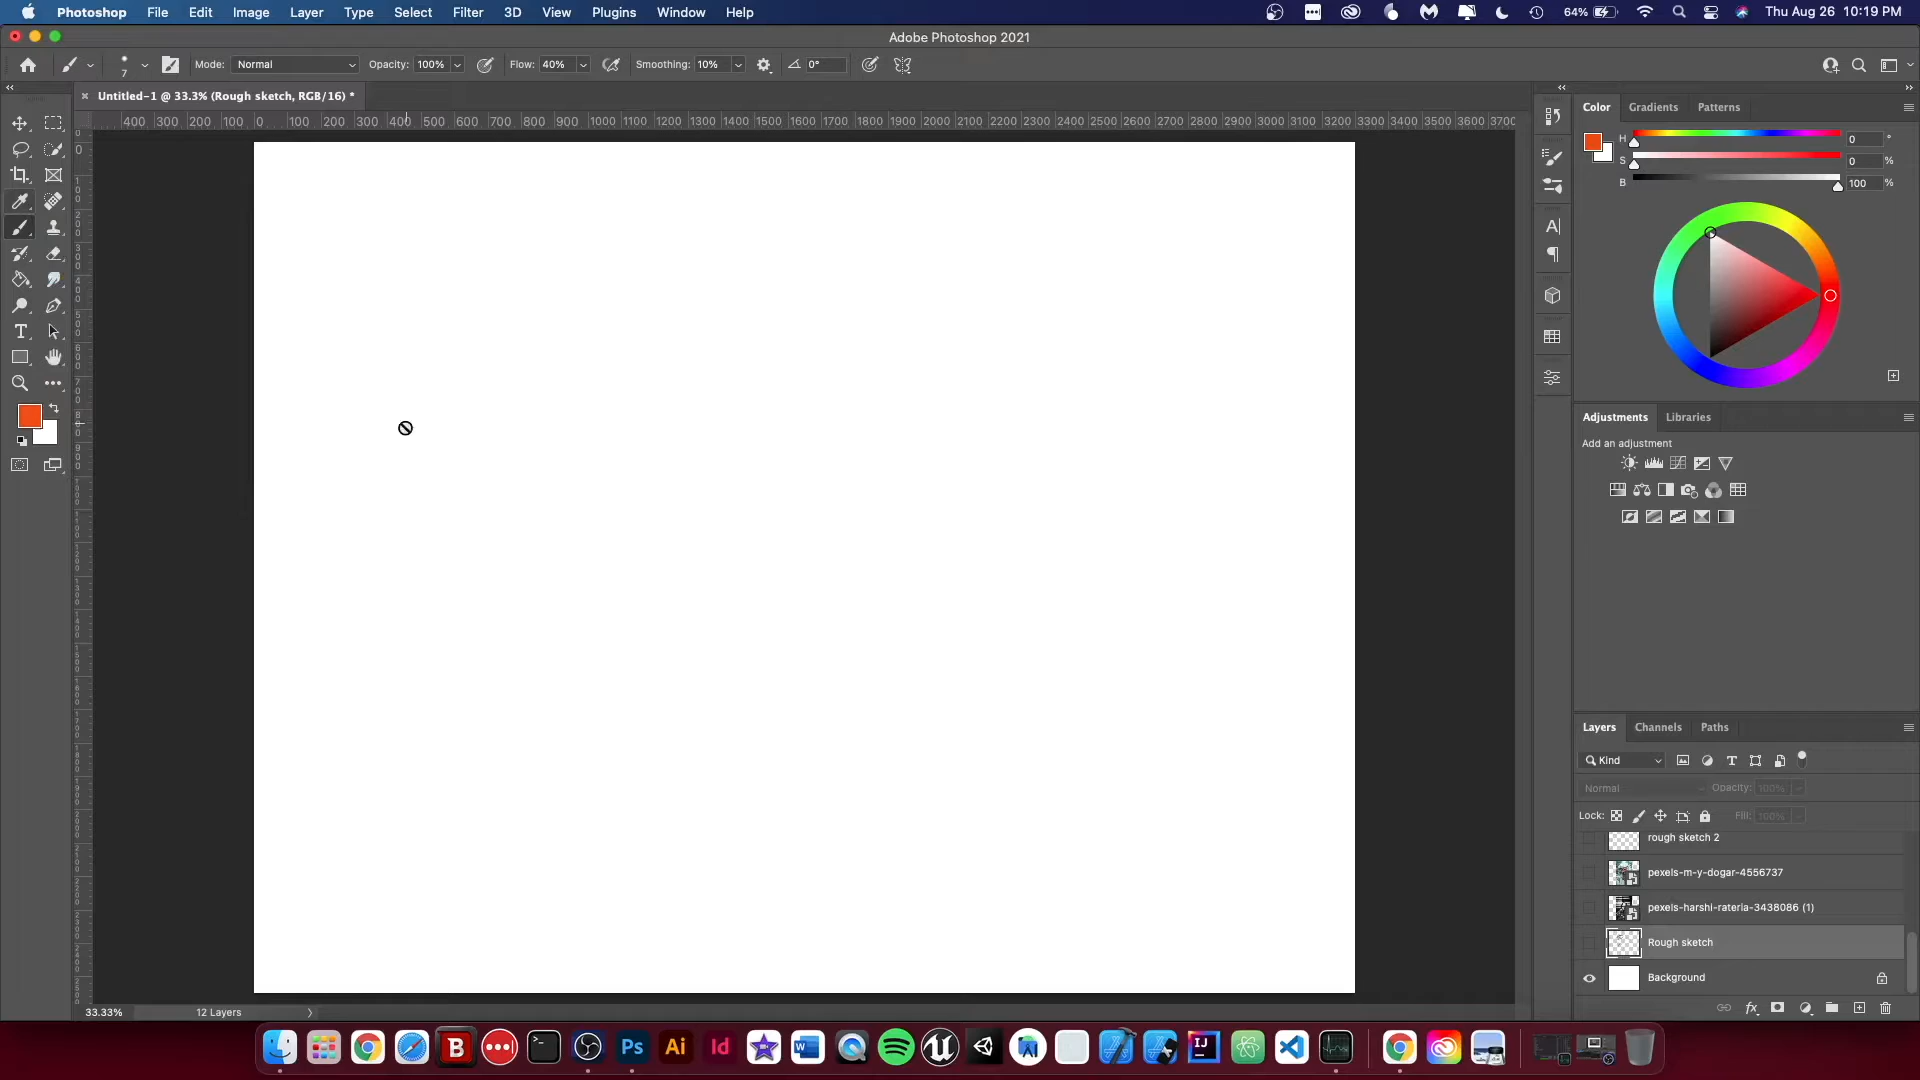 Photoshop File Edit Image Layer Type Select Filter 3D View Plugins Window Help 64% Thu Aug 26 10:19 PM
Adobe Photoshop 2021
7 Mode: Normal Opacity: 100% Flow: 40% Smoothing: 10% 0°
Untitled-1 @ 33.3% (Rough sketch, RGB/16) *
400 300 200 100 0 100 200 300 400 500 600 700 800 900 1000 1100 1200 1300 1400 1500 1600 1700 1800 1900 2000 2100 2200 2300 2400 2500 2600 2700 2800 2900 3000 3100 3200 3300 3400 3500 3600 3700
Color Gradients Patterns
H 0 °
S 0 %
B 100 %
Adjustments Libraries
Add an adjustment
Layers Channels Paths
Kind
Normal Opacity: 100%
Lock: Fill: 100%
rough sketch 2
pexels-m-y-dogar-4556737
pexels-harshi-rateria-3438086 (1)
Rough sketch
Background
33.33% 12 Layers
B Ps Ai Id W IJ